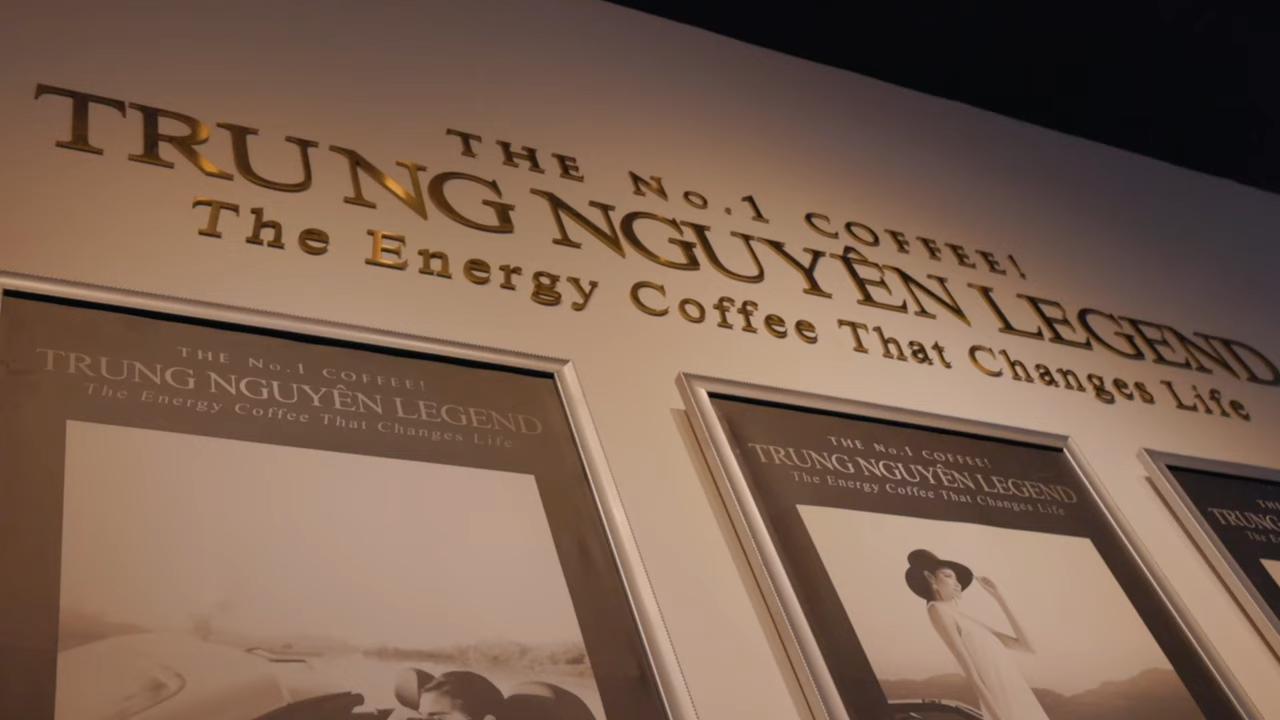 THE No.1 COFFEE!
TRUNG NGUYÊN LEGEND
The Energy Coffee That Changes Life
THE No.1 COFFEE!
TRUNG NGUYÊN LEGEND
The Energy Coffee That Changes Life
THE No.1 COFFEE!
TRUNG NGUYÊN LEGEND
The Energy Coffee That Changes Life